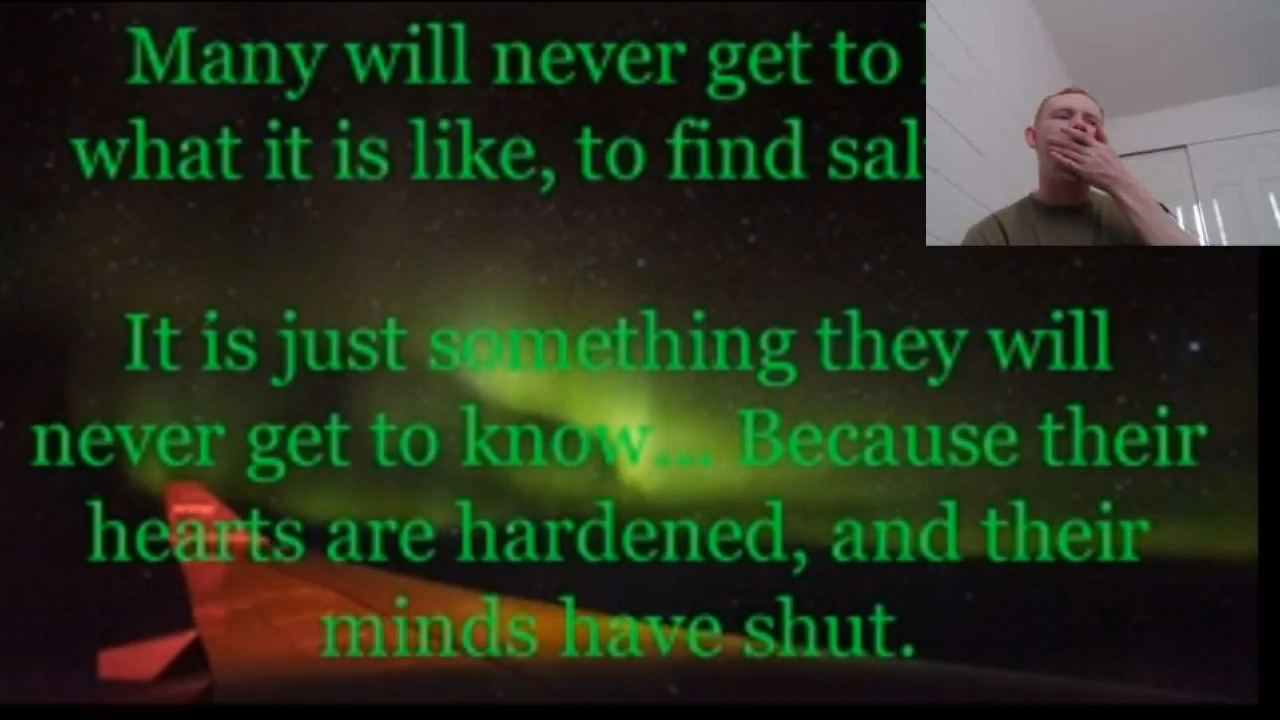 Many will never get to
what it is like, to find
It is just something they will
never get to know... Because their
hearts are hardened, and their
minds have shut.